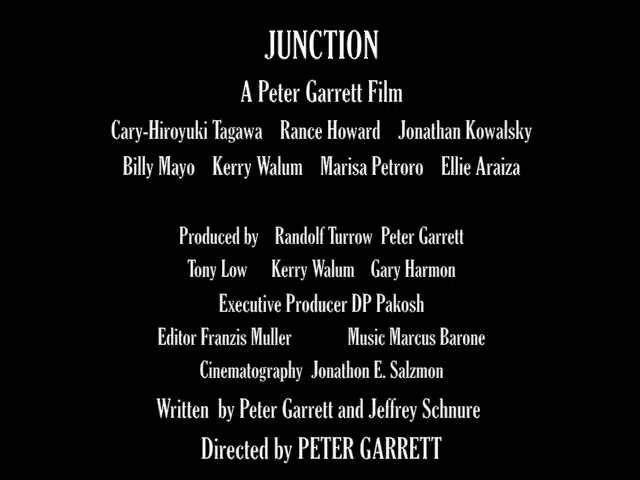 JUNCTION
A Peter Garrett Film
Cary-Hiroyuki Tagawa Rance Howard Jonathan Kowalsky
Billy Mayo Kerry Walum Marisa Petroro Ellie Araiza
Produced by Randolf Turrow Peter Garrett
Tony Low Kerry Walum Gary Harmon
Executive Producer DP Pakosh
Editor Franzis Muller Music Marcus Barone
Cinematography Jonathon E. Salzmon
Written by Peter Garrett and Jeffrey Schnure
Directed by PETER GARRETT